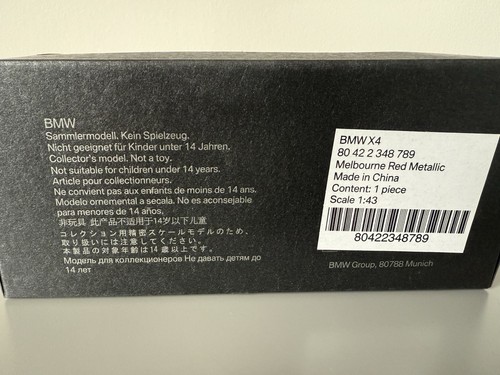 BMW
Sammlermodell. Kein Spielzeug.
Nicht geeignet für Kinder unter 14 Jahren.
Collector's model. Not a toy.
Not suitable for children under 14 years.
Article pour collectionneurs.
Ne convient pas aux enfants de moins de 14 ans.
Modelo ornamental a secala. No es aconsejable
para menores de 14 años,
非玩具 此产品不适用于14岁以下儿童
コレクション用精密スケールモデルのため、
取り扱いには注意してください。
本製品の対象年齢は14歳以上です。
Модель для коллекционеров Не давать детям до
14 лет
BMW X4
80 42 2 348 789
Melbourne Red Metallic
Made in China
Content: 1 piece
Scale 1:43
80422348789
BMW Group, 80788 Munich